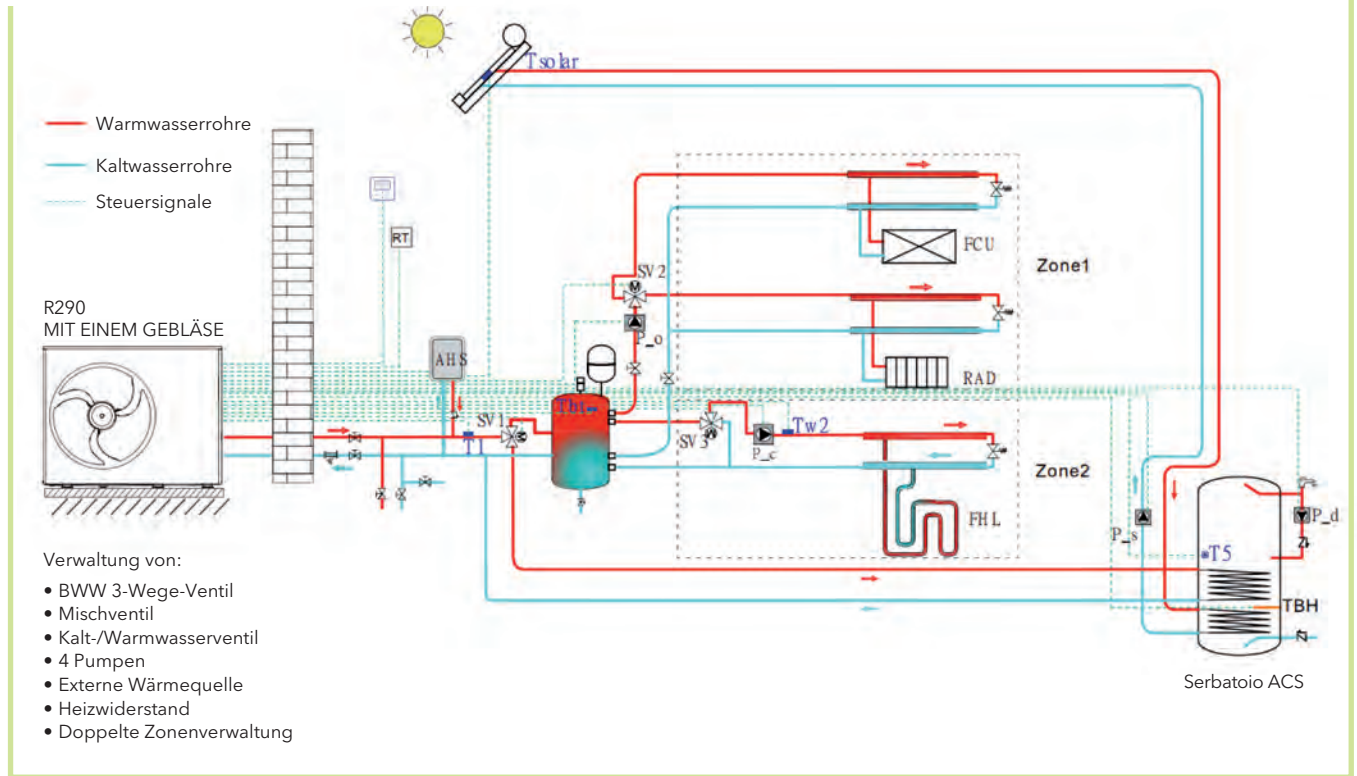 Tsolar
Warmwasserrohre
Kaltwasserrohre
Steuersignale
RT
FCU
Zone1
SV2
R290
MIT EINEM GEBLÄSE
P_o
AHS
RAD
Tbt
SV1
T1
SV3
P_c
Tw2
Zone2
FHL
P_s
P_d
T5
TBH
Verwaltung von:
• BWW 3-Wege-Ventil
• Mischventil
• Kalt-/Warmwasserventil
• 4 Pumpen
• Externe Wärmequelle
• Heizwiderstand
• Doppelte Zonenverwaltung
Serbatoio ACS